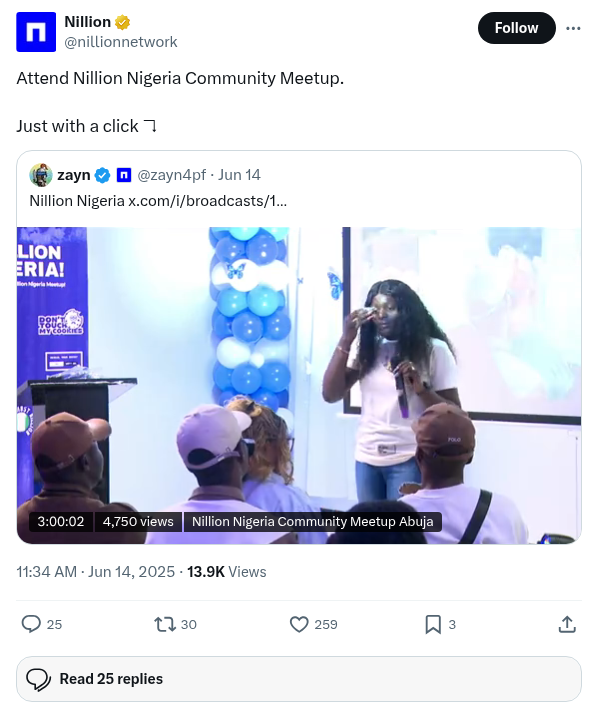 Nillion
@nillionnetwork
Follow
Attend Nillion Nigeria Community Meetup.
Just with a click
zayn @zayn4pf · Jun 14
Nillion Nigeria x.com/i/broadcasts/1...
LION
ERIA!
llion Nigeria Meetup!
DON'T
TOUCH
MY COOKIES
POLO
3:00:02
4,750 views
Nillion Nigeria Community Meetup Abuja
11:34 AM · Jun 14, 2025 · 13.9K Views
25
30
259
3
Read 25 replies